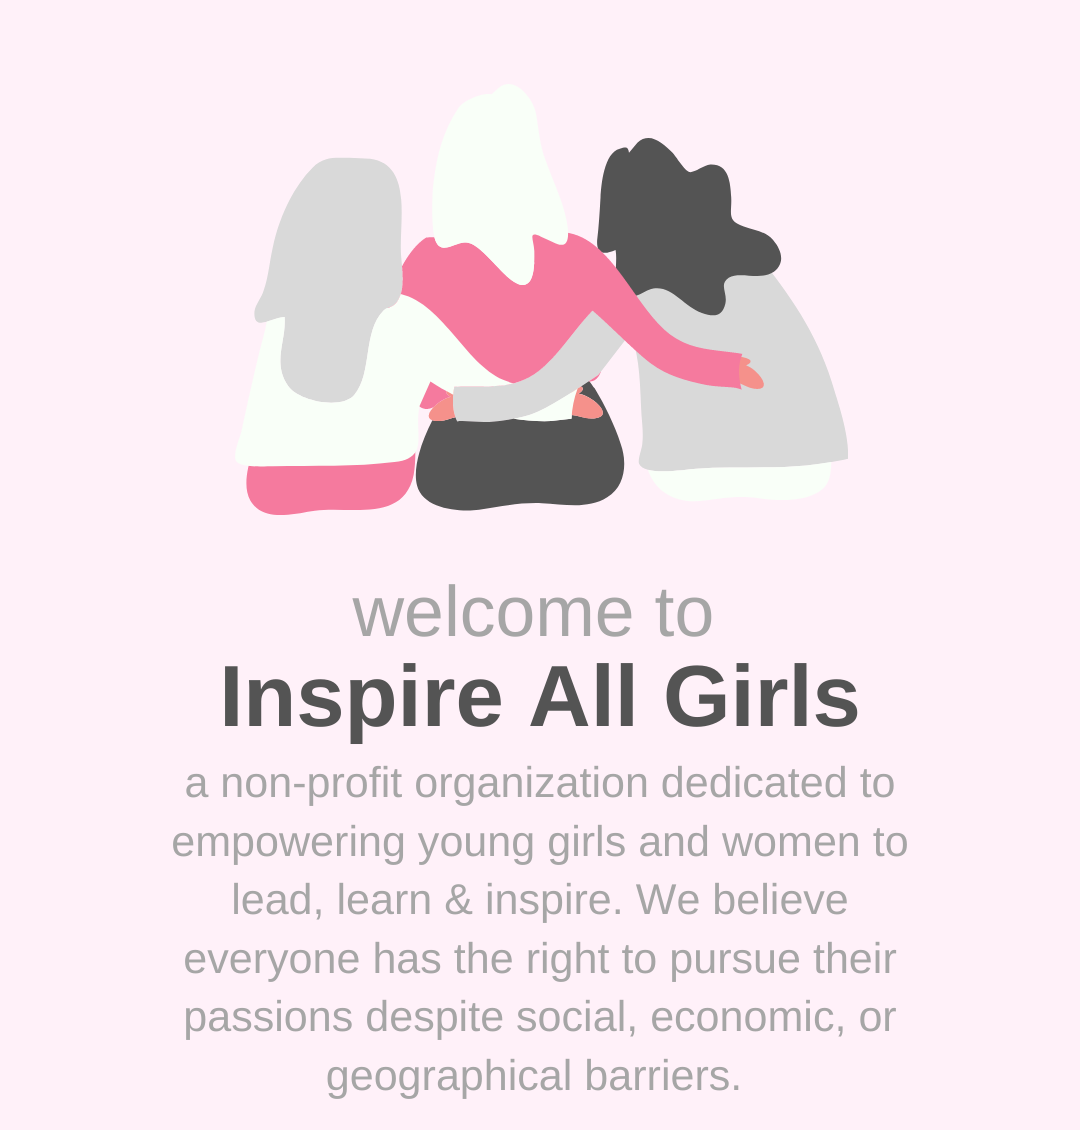 welcome to
Inspire All Girls
a non-profit organization dedicated to
empowering young girls and women to
lead, learn & inspire. We believe
everyone has the right to pursue their
passions despite social, economic, or
geographical barriers.